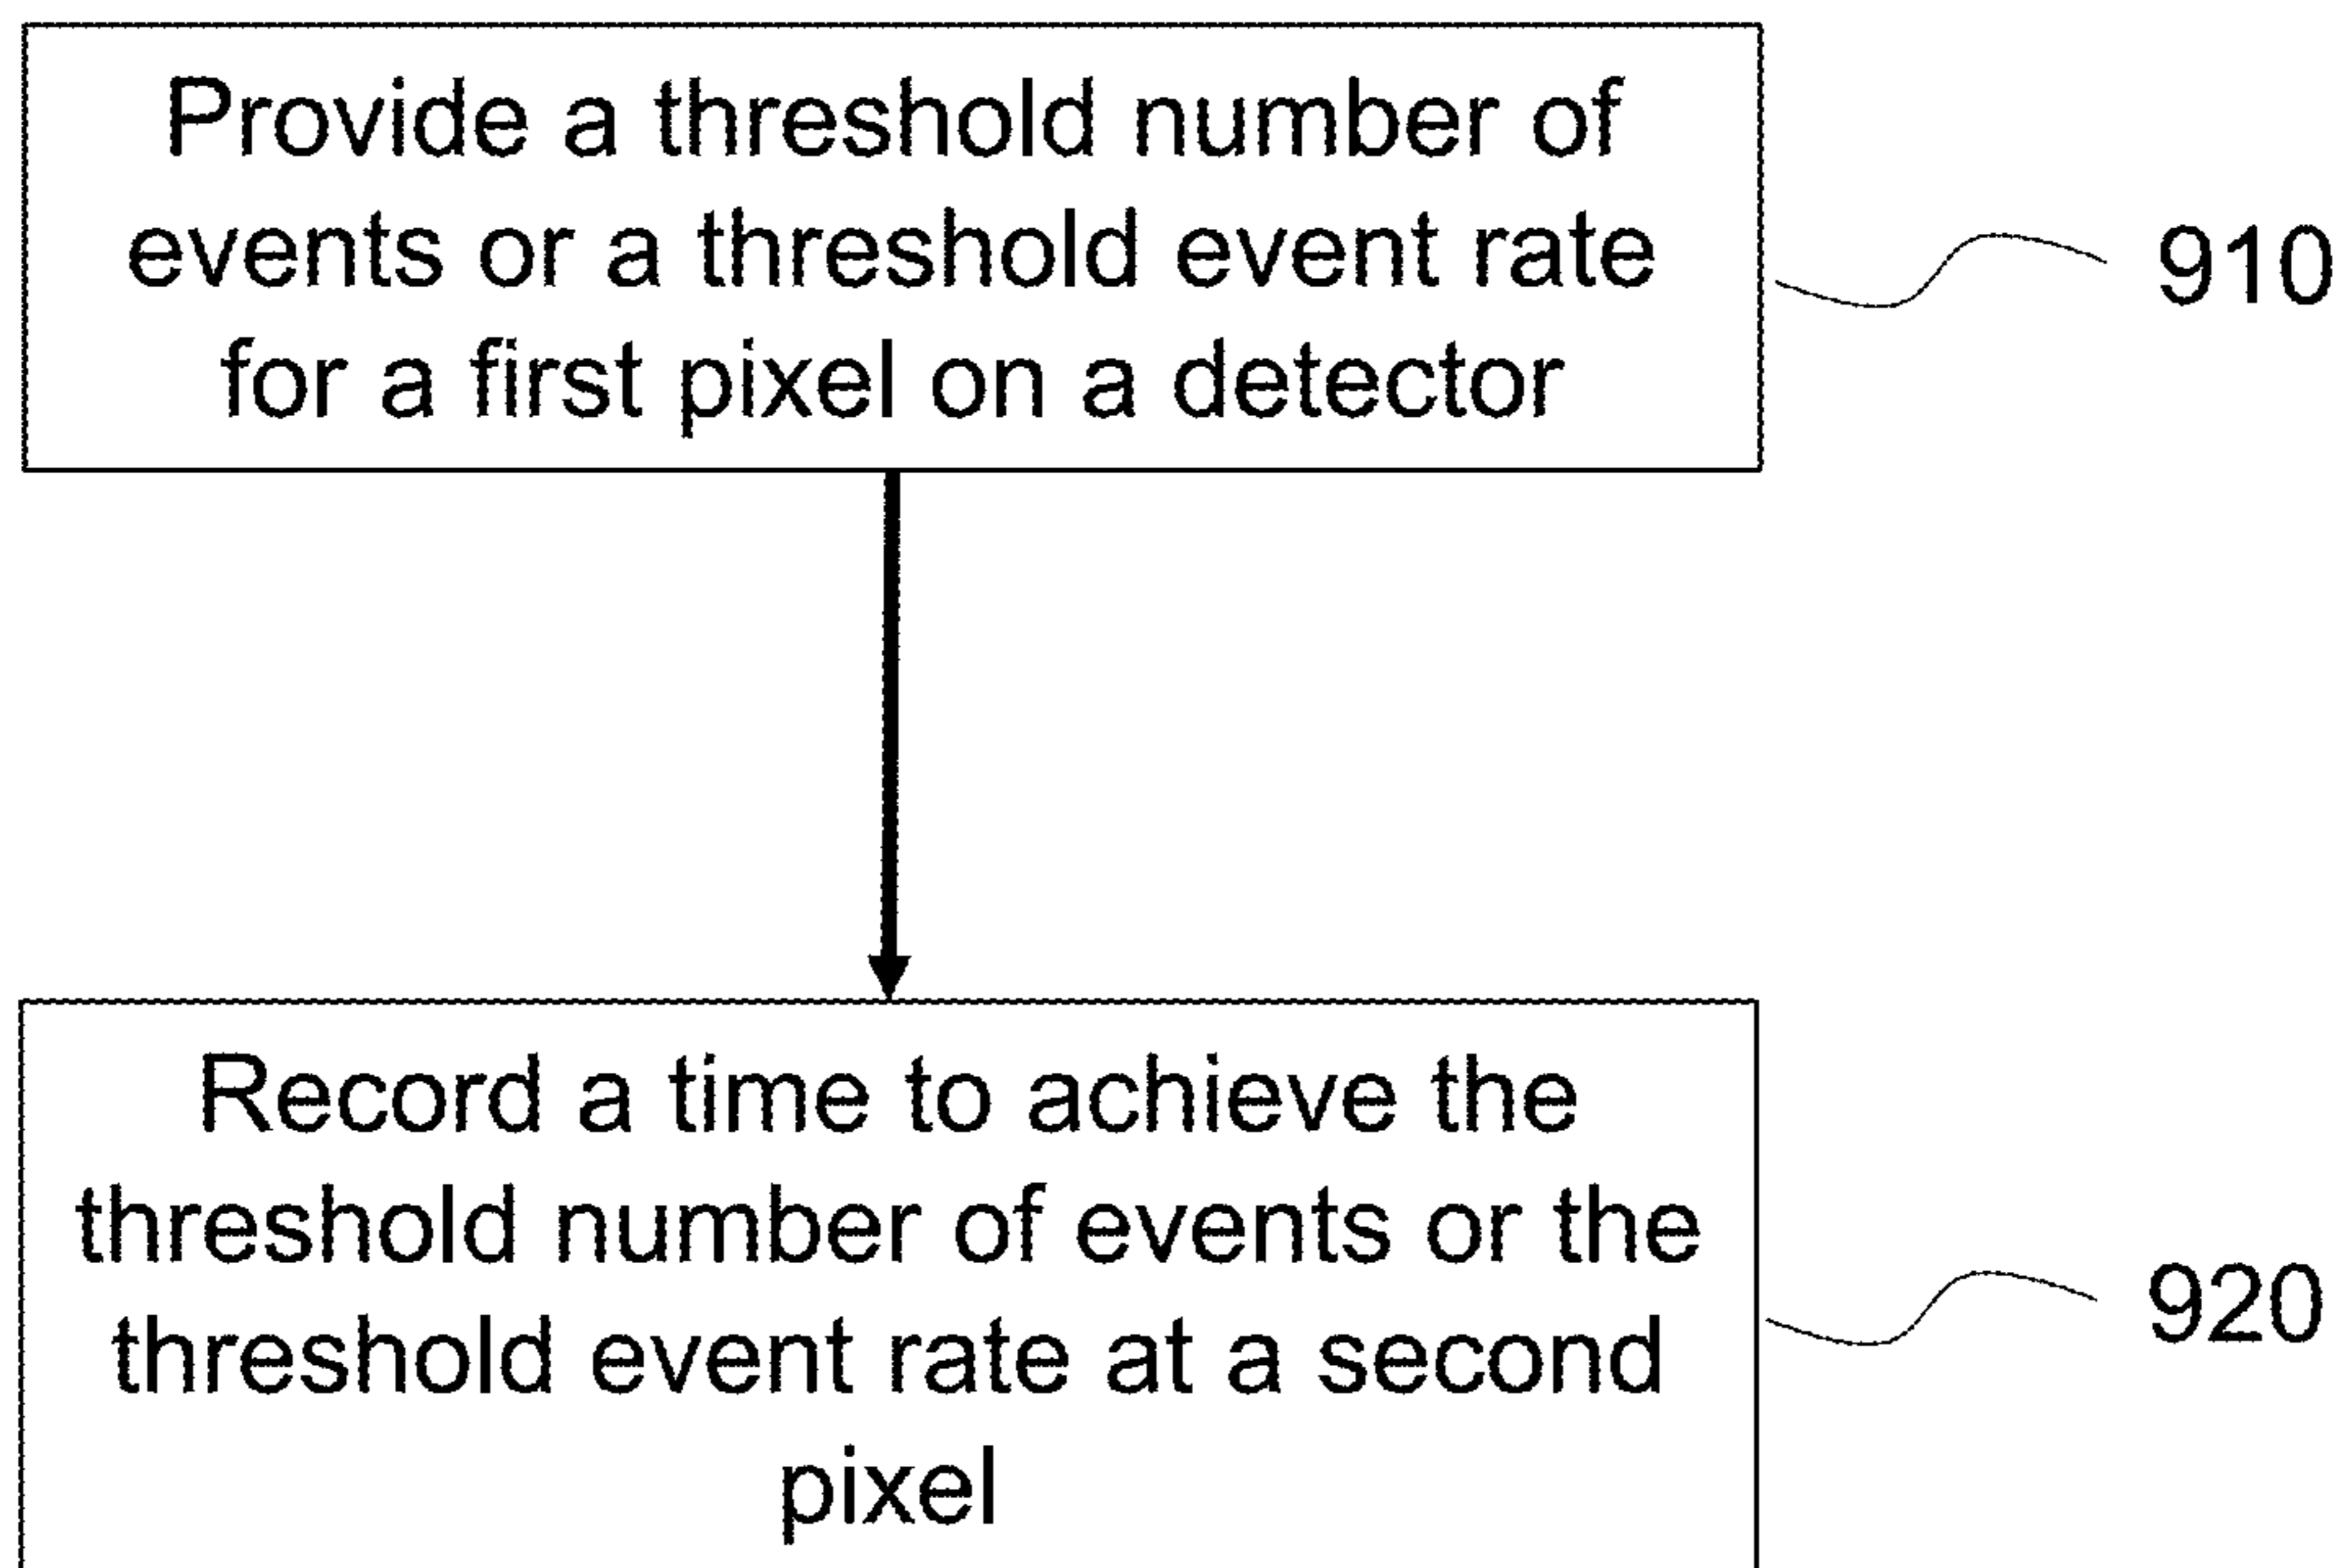 Provide a threshold number of
events or a threshold event rate
for a first pixel on a detector
910
Record a time to achieve the
threshold number of events or the
threshold event rate at a second
pixel
920